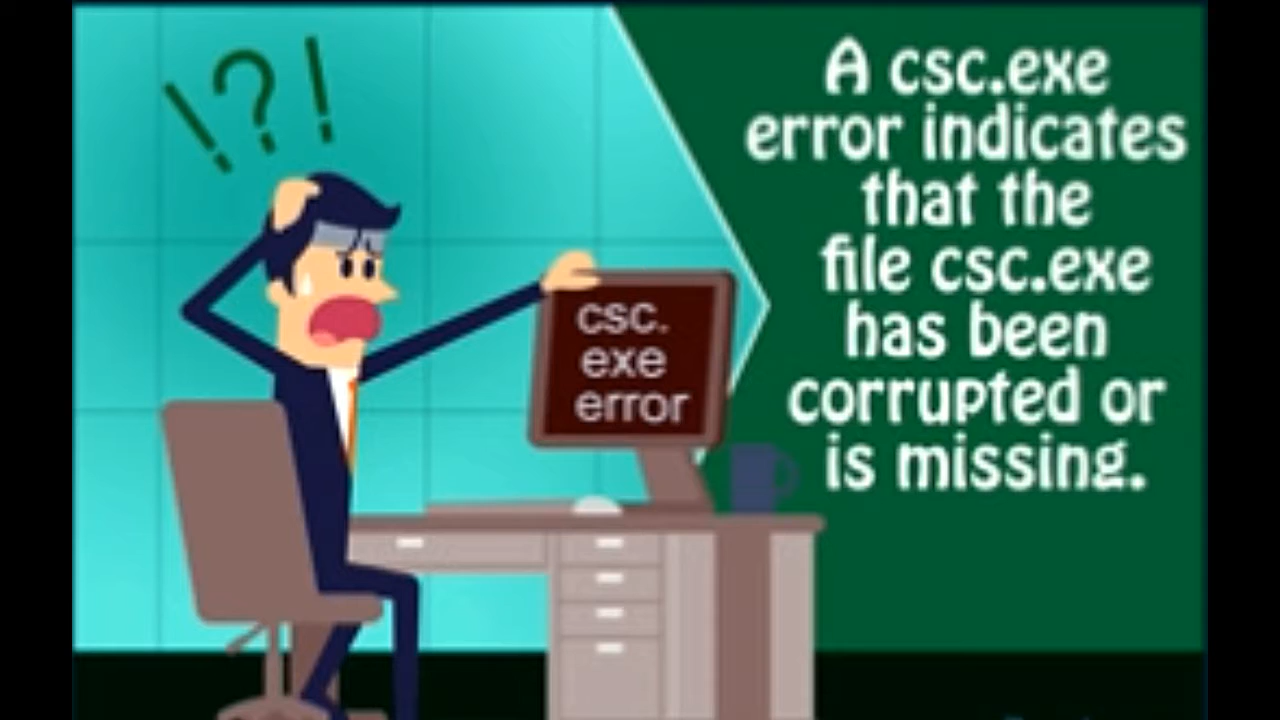 !?!
A csc.exe
error indicates
that the
file csc.exe
has been
corrupted or
is missing.
csc.
exe
error